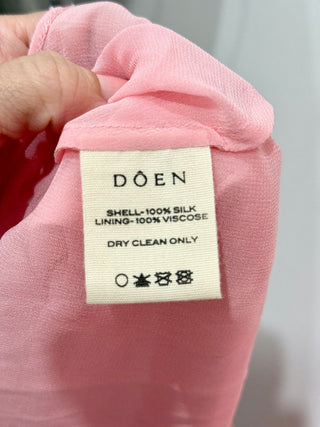 DÔEN
SHELL-100% SILK
LINING-100% VISCOSE
DRY CLEAN ONLY